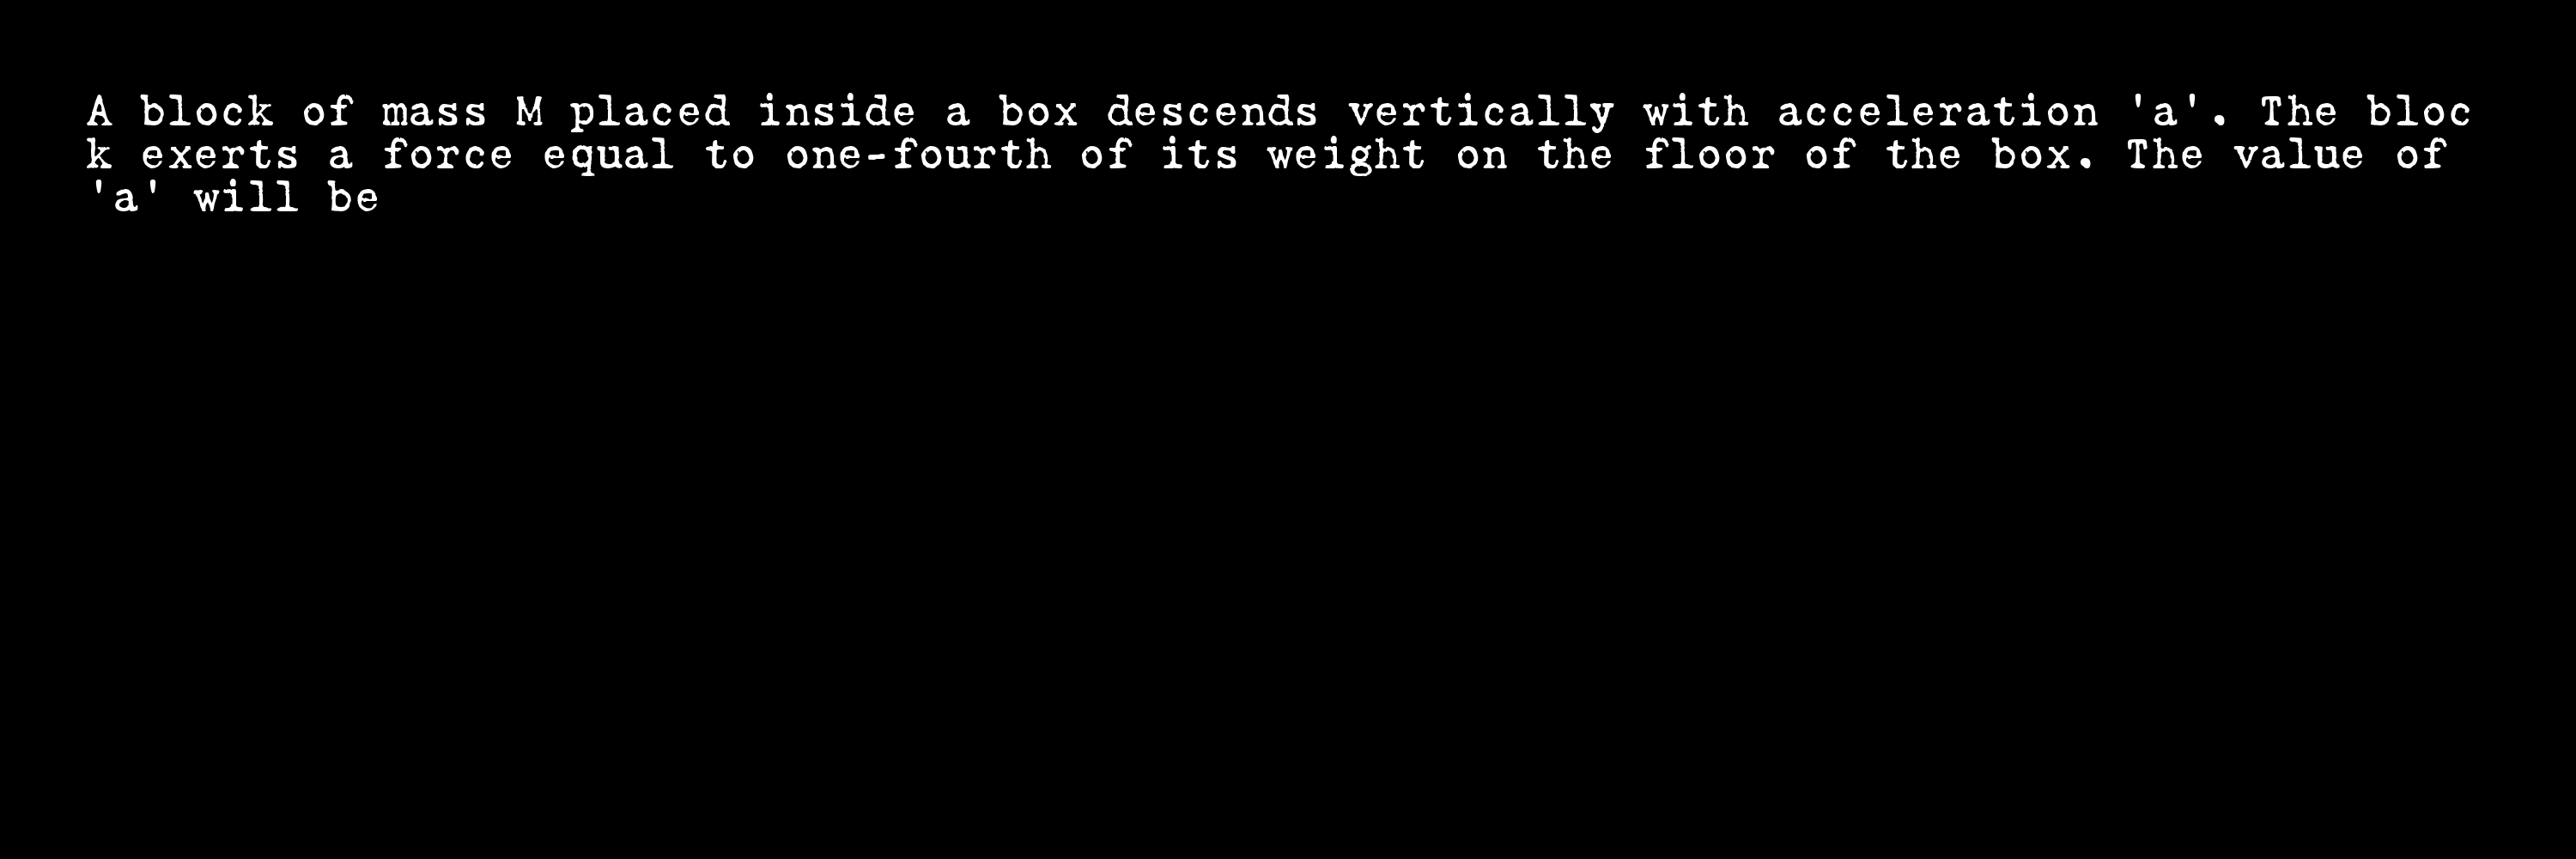 A block of mass M placed inside a box descends vertically with acceleration 'a'. The bloc
k exerts a force equal to one-fourth of its weight on the floor of the box. The value of
'a' will be